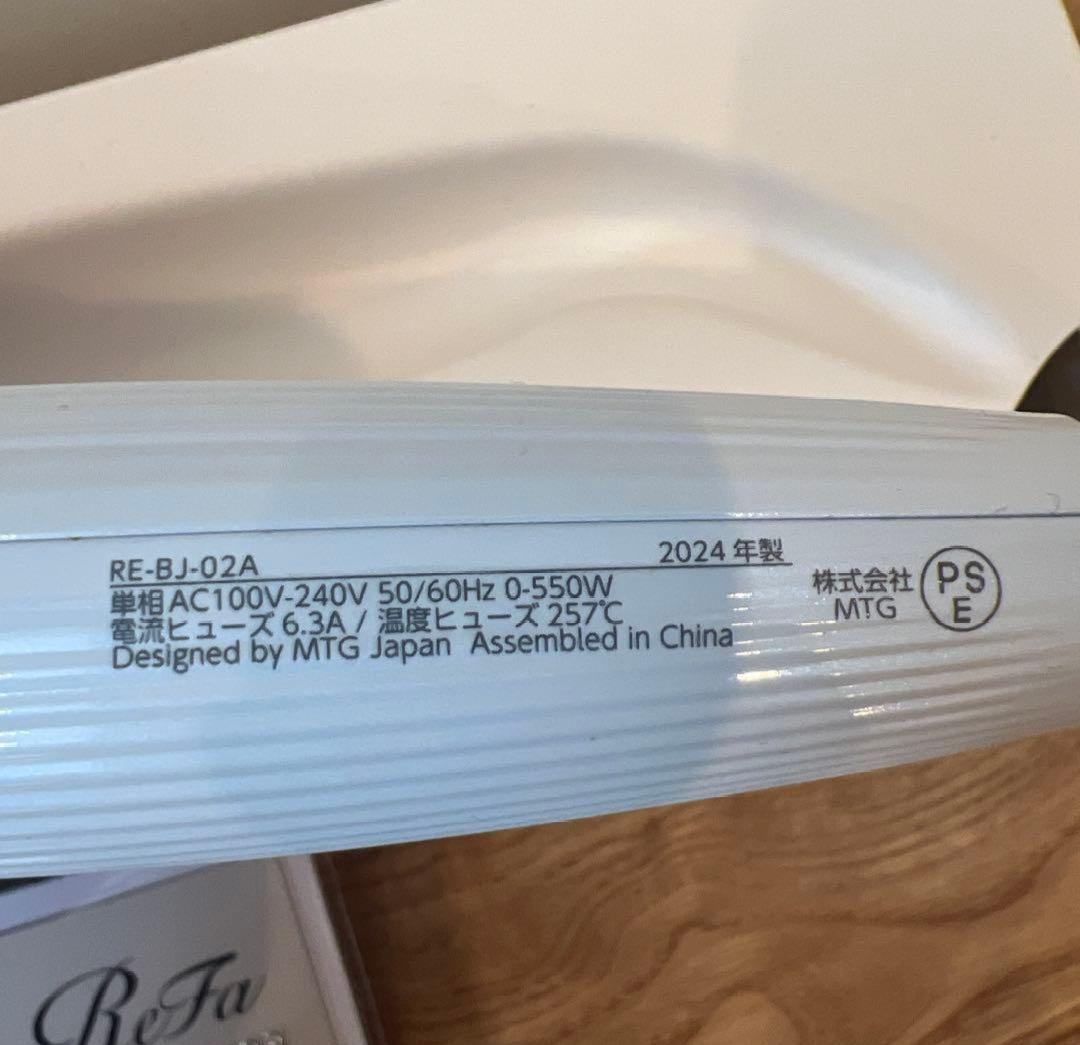 RE-BJ-02A 2024 年製
単相 AC100V-240V 50/60Hz 0-550W
電流ヒューズ 6.3A / 温度ヒューズ 257℃
Designed by MTG Japan Assembled in China
株式会社
MTG
PS
E
ReFa